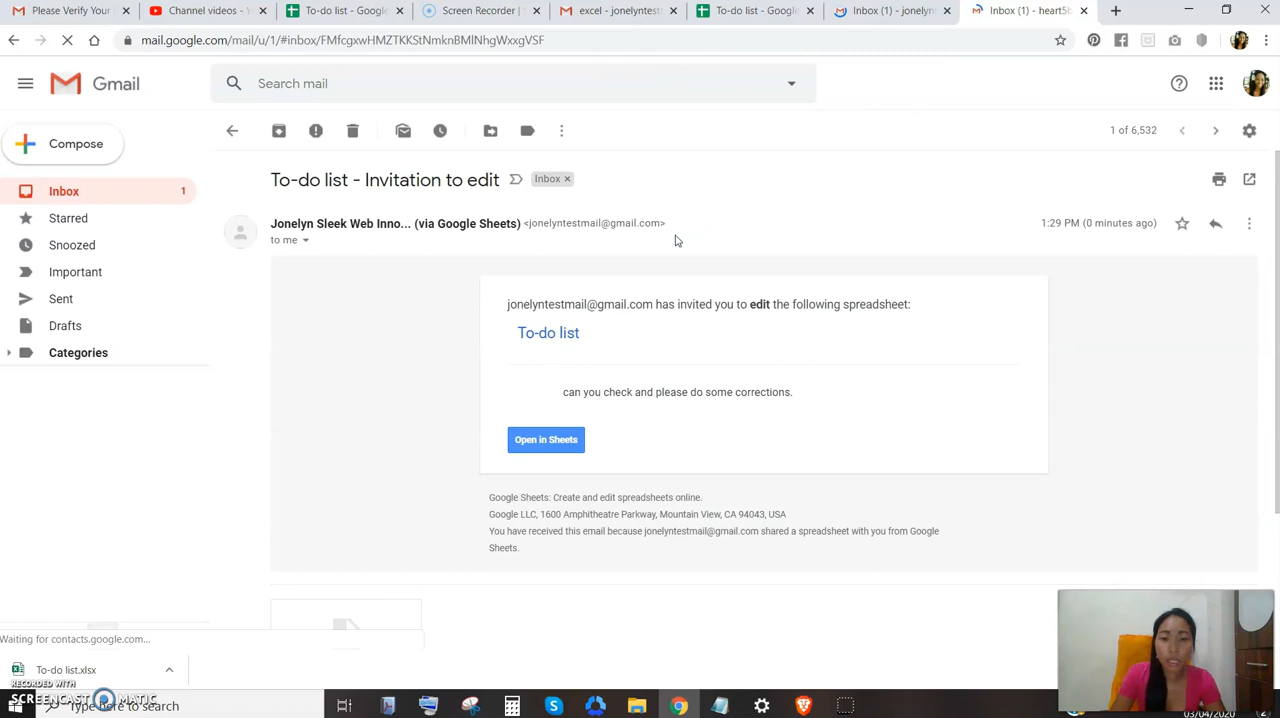 Please Verify Your
Channel videos - Y
To-do list - Google
Screen Recorder | S
excel - jonelyntest
To-do list - Google
Inbox (1) - jonelyn
Inbox (1) - heart5b
mail.google.com/mail/u/1/#inbox/FMfcgxwHMZTKKStNmknBMlNhgWxxgVSF
Gmail
Search mail
Compose
1 of 6,532
To-do list - Invitation to edit
Inbox ×
Inbox 1
Starred
Snoozed
Important
Sent
Drafts
Categories
Jonelyn Sleek Web Inno... (via Google Sheets) <jonelyntestmail@gmail.com>
1:29 PM (0 minutes ago)
to me
jonelyntestmail@gmail.com has invited you to edit the following spreadsheet:
To-do list
can you check and please do some corrections.
Open in Sheets
Google Sheets: Create and edit spreadsheets online.
Google LLC, 1600 Amphitheatre Parkway, Mountain View, CA 94043, USA
You have received this email because jonelyntestmail@gmail.com shared a spreadsheet with you from Google
Sheets.
Waiting for contacts.google.com...
To-do list.xlsx
RECORDED WITH
SCREENCAST MATIC
Type here to search
03/04/2020